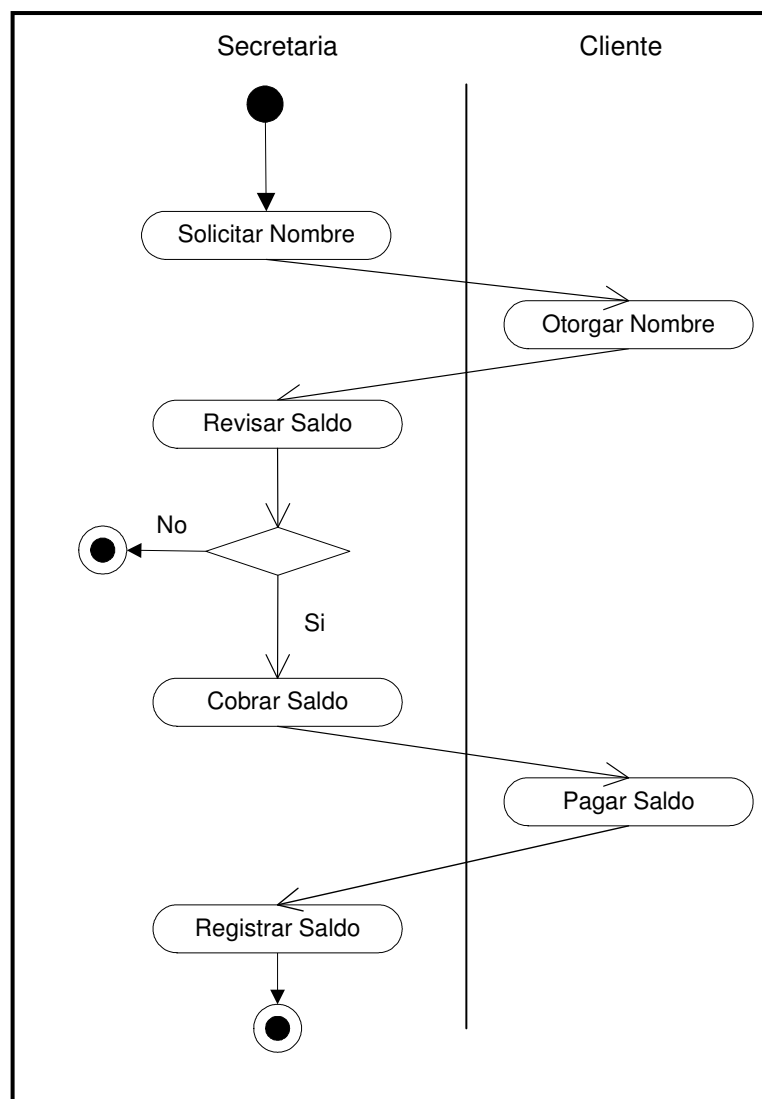 Secretaria
Cliente
Solicitar Nombre
Otorgar Nombre
Revisar Saldo
No
Si
Cobrar Saldo
Pagar Saldo
Registrar Saldo